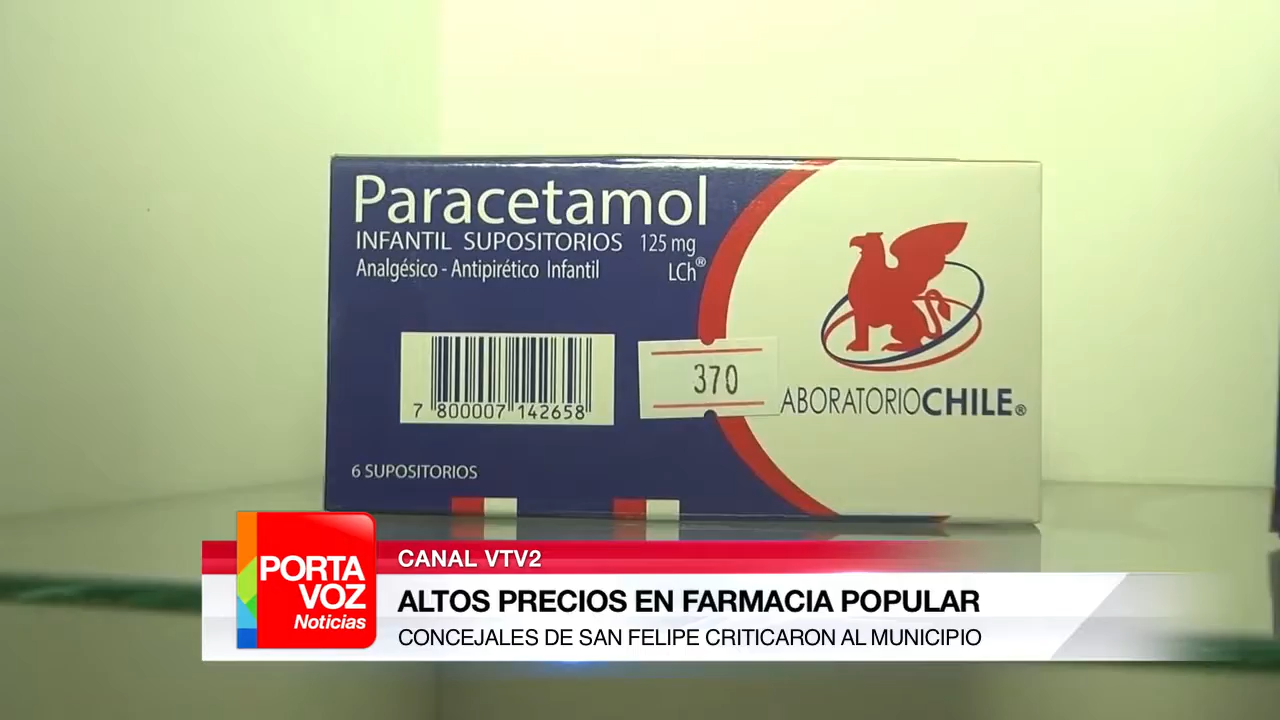 Paracetamol
INFANTIL SUPOSITORIOS 125 mg
Analgésico - Antipirético Infantil LCh®
7 800007 142658
370
ABORATORIOCHILE®
6 SUPOSITORIOS
PORTA
VOZ
Noticias
CANAL VTV2
ALTOS PRECIOS EN FARMACIA POPULAR
CONCEJALES DE SAN FELIPE CRITICARON AL MUNICIPIO